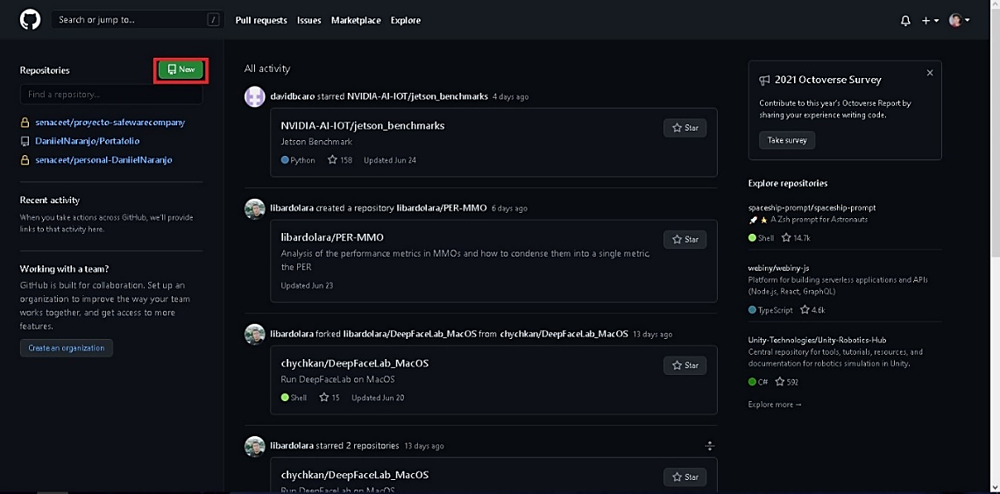 Search or jump to...
/
Pull requests Issues Marketplace Explore
Repositories
New
Find a repository...
senaceet/proyecto-safewarecompany
DaniielNaranjo/Portafolio
senaceet/personal-DaniielNaranjo
Recent activity
When you take actions across GitHub, we'll provide
links to that activity here.
Working with a team?
GitHub is built for collaboration. Set up an
organization to improve the way your team
works together, and get access to more
features.
Create an organization
All activity
davidbcaro starred NVIDIA-AI-IOT/jetson_benchmarks 4 days ago
NVIDIA-AI-IOT/jetson_benchmarks
Star
Jetson Benchmark
Python 158 Updated Jun 24
libardolara created a repository libardolara/PER-MMO 6 days ago
libardolara/PER-MMO
Star
Analysis of the performance metrics in MMOs and how to condense them into a single metric,
the PER
Updated Jun 23
libardolara forked libardolara/DeepFaceLab_MacOS from chychkan/DeepFaceLab_MacOS 13 days ago
chychkan/DeepFaceLab_MacOS
Star
Run DeepFaceLab on MacOS
Shell 15 Updated Jun 20
libardolara starred 2 repositories 13 days ago
chychkan/DeepFaceLab_MacOS
Star
Run DeepFaceLab on MacOS
2021 Octoverse Survey
Contribute to this year's Octoverse Report by
sharing your experience writing code.
Take survey
Explore repositories
spaceship-prompt/spaceship-prompt
A Zsh prompt for Astronauts
Shell 14.7k
webiny/webiny-js
Platform for building serverless applications and APIs
(Node.js, React, GraphQL)
TypeScript 4.6k
Unity-Technologies/Unity-Robotics-Hub
Central repository for tools, tutorials, resources, and
documentation for robotics simulation in Unity.
C# 592
Explore more →